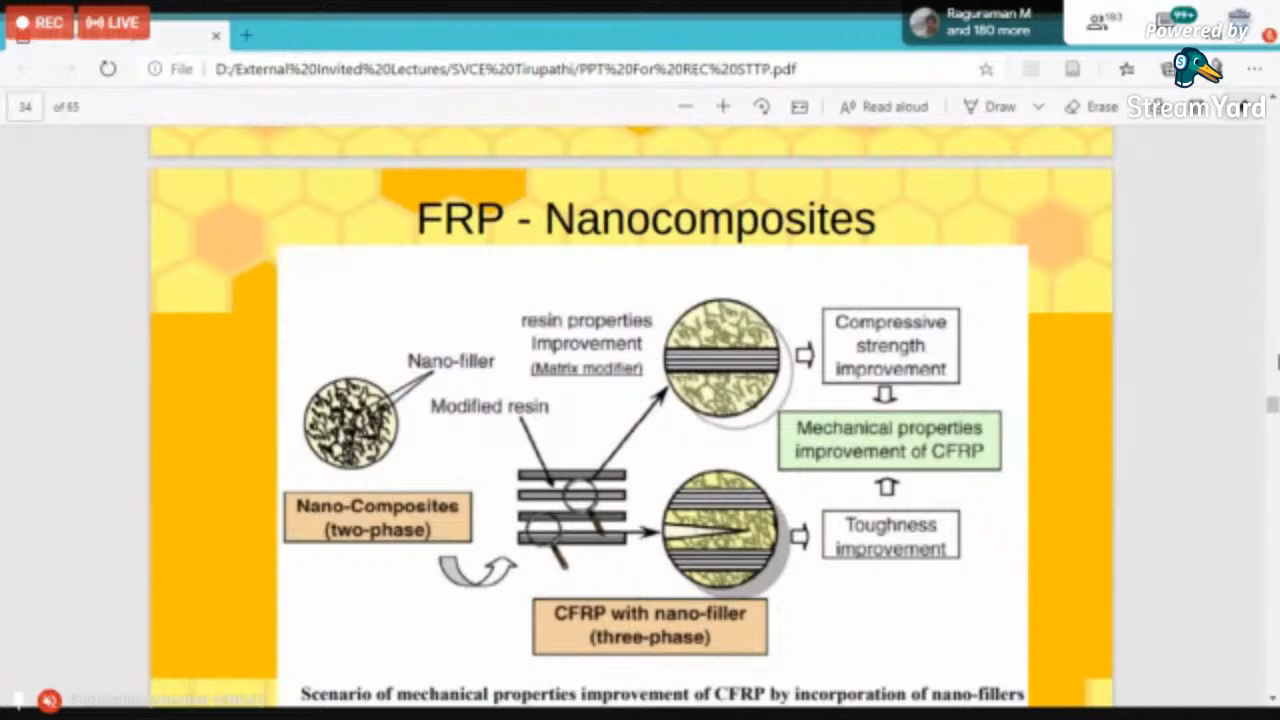 REC
LIVE
Raguraman M
and 180 more
183
99+
Powered by
StreamYard
File
D:/External%20Invited%20Lectures/SVCE%20Tirupathi/PPT%20For%20REC%20STTP.pdf
34
of 65
Read aloud
Draw
Erase
FRP - Nanocomposites
resin properties
Improvement
(Matrix modifier)
Nano-filler
Modified resin
Compressive
strength
improvement
Mechanical properties
improvement of CFRP
Nano-Composites
(two-phase)
Toughness
improvement
CFRP with nano-filler
(three-phase)
Scenario of mechanical properties improvement of CFRP by incorporation of nano-fillers